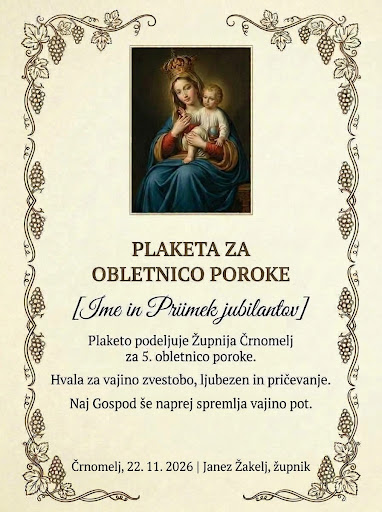 PLAKETA ZA
OBLETNICO POROKE
[Ime in Priimek jubilantov]
Plaketo podeljuje Župnija Črnomelj
za 5. obletnico poroke.
Hvala za vajino zvestobo, ljubezen in pričevanje.
Naj Gospod še naprej spremlja vajino pot.
Črnomelj, 22. 11. 2026 | Janez Žakelj, župnik